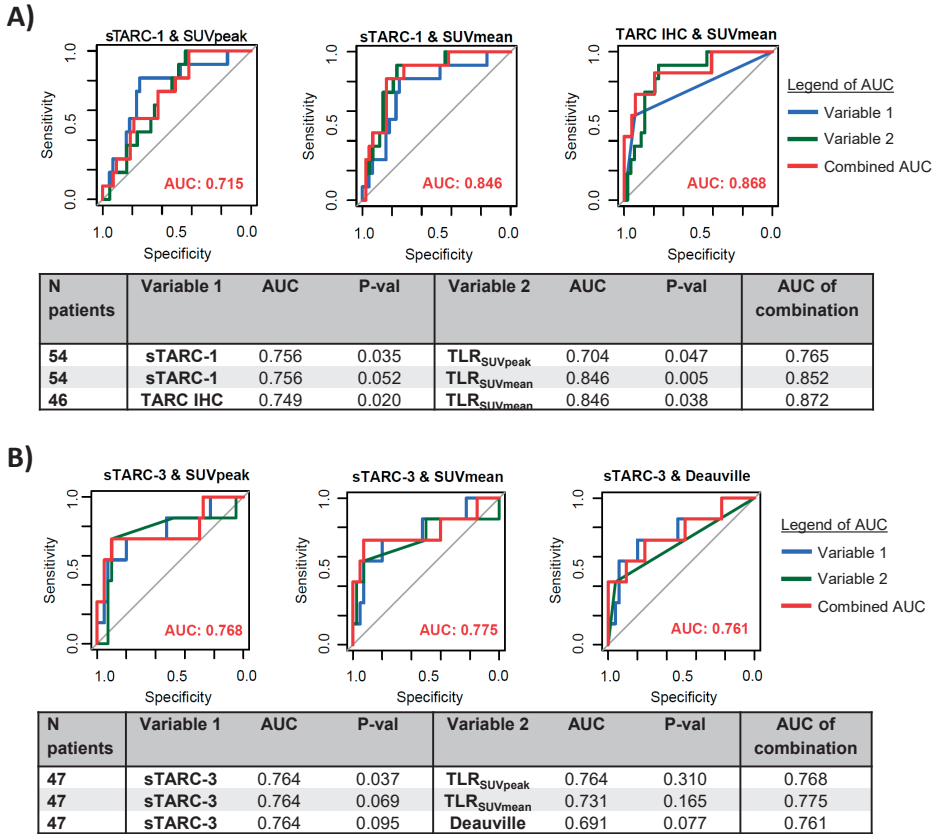 A)
sTARC-1 & SUVpeak
sTARC-1 & SUVmean
TARC IHC & SUVmean
Sensitivity
0.0 0.5 1.0
AUC: 0.715
1.0 0.5 0.0
Specificity
Sensitivity
0.0 0.5 1.0
AUC: 0.846
1.0 0.5 0.0
Specificity
Sensitivity
0.0 0.5 1.0
AUC: 0.868
1.0 0.5 0.0
Specificity
Legend of AUC
Variable 1
Variable 2
Combined AUC
N patients Variable 1 AUC P-val Variable 2 AUC P-val AUC of combination
54 sTARC-1 0.756 0.035 TLRSUVpeak 0.704 0.047 0.765
54 sTARC-1 0.756 0.052 TLRSUVmean 0.846 0.005 0.852
46 TARC IHC 0.749 0.020 TLRSUVmean 0.846 0.038 0.872
B)
sTARC-3 & SUVpeak
sTARC-3 & SUVmean
sTARC-3 & Deauville
Sensitivity
0.0 0.5 1.0
AUC: 0.768
1.0 0.5 0.0
Specificity
Sensitivity
0.0 0.5 1.0
AUC: 0.775
1.0 0.5 0.0
Specificity
Sensitivity
0.0 0.5 1.0
AUC: 0.761
1.0 0.5 0.0
Specificity
Legend of AUC
Variable 1
Variable 2
Combined AUC
N patients Variable 1 AUC P-val Variable 2 AUC P-val AUC of combination
47 sTARC-3 0.764 0.037 TLRSUVpeak 0.764 0.310 0.768
47 sTARC-3 0.764 0.069 TLRSUVmean 0.731 0.165 0.775
47 sTARC-3 0.764 0.095 Deauville 0.691 0.077 0.761